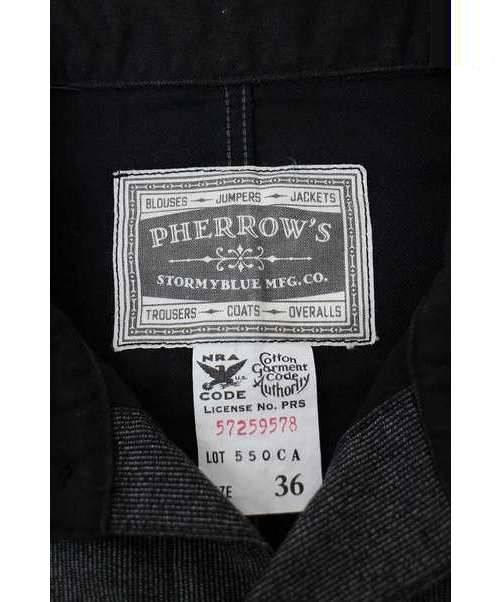 BLOUSES JUMPERS JACKETS
PHERROW'S
STORMYBLUE MFG. CO.
TROUSERS COATS OVERALLS
NRA
U.S.
CODE
Cotton
Garment
Code
Authority
LICENSE No. PRS
57259578
LOT 550CA
ZE 36